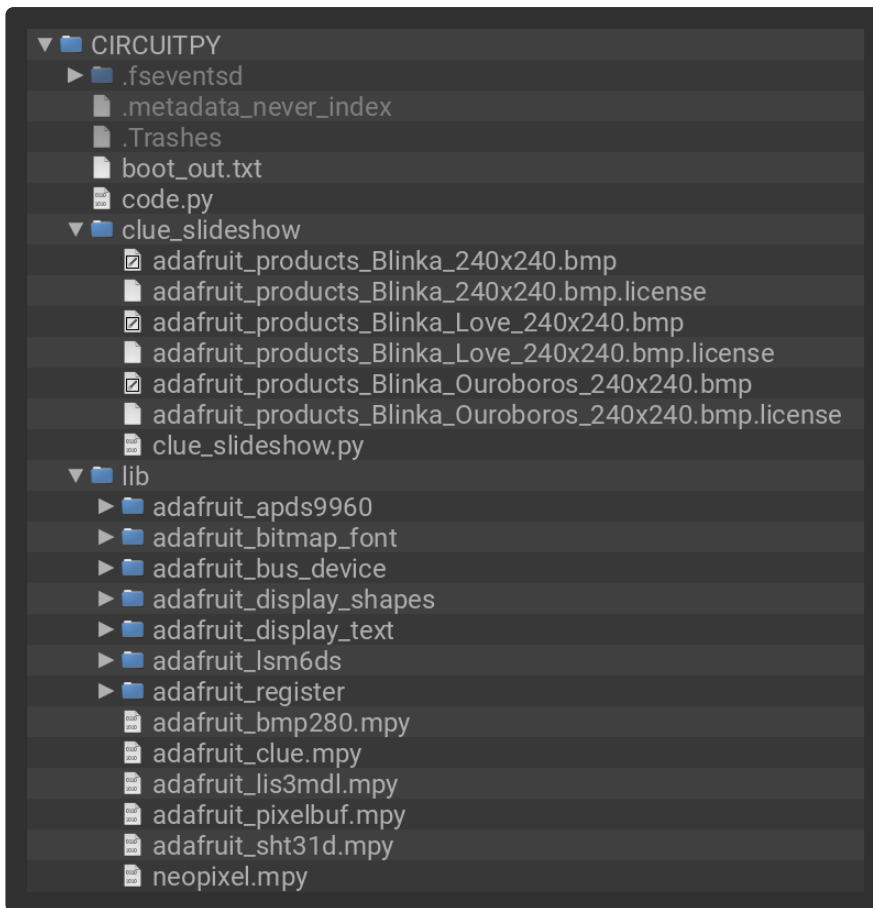 CIRCUITPY
.fseventsd
.metadata_never_index
.Trashes
boot_out.txt
code.py
clue_slideshow
adafruit_products_Blinka_240x240.bmp
adafruit_products_Blinka_240x240.bmp.license
adafruit_products_Blinka_Love_240x240.bmp
adafruit_products_Blinka_Love_240x240.bmp.license
adafruit_products_Blinka_Ouroboros_240x240.bmp
adafruit_products_Blinka_Ouroboros_240x240.bmp.license
clue_slideshow.py
lib
adafruit_apds9960
adafruit_bitmap_font
adafruit_bus_device
adafruit_display_shapes
adafruit_display_text
adafruit_lsm6ds
adafruit_register
adafruit_bmp280.mpy
adafruit_clue.mpy
adafruit_lis3mdl.mpy
adafruit_pixelbuf.mpy
adafruit_sht31d.mpy
neopixel.mpy